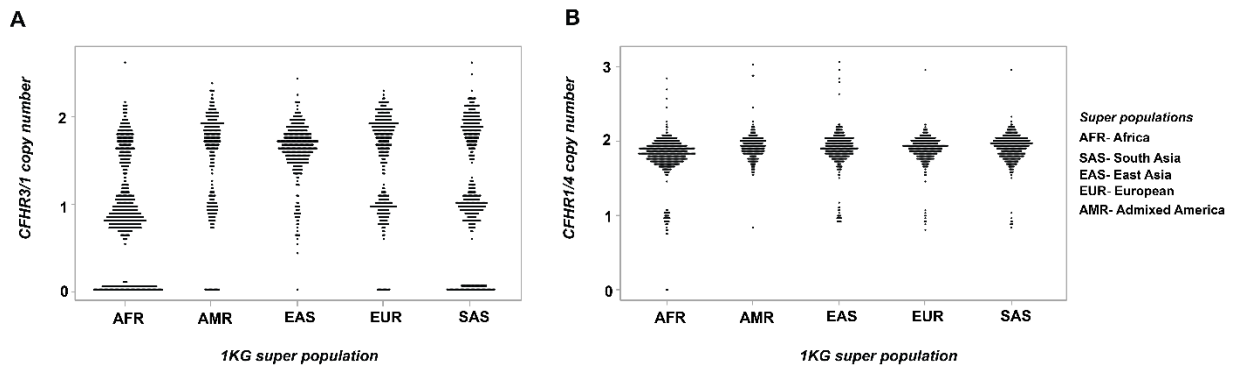 A
CFHR3/1 copy number
2
1
0
AFR AMR EAS EUR SAS
1KG super population
B
CFHR1/4 copy number
3
2
1
0
AFR AMR EAS EUR SAS
1KG super population
Super populations
AFR- Africa
SAS- South Asia
EAS- East Asia
EUR- European
AMR- Admixed America